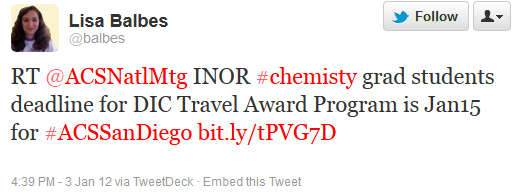 Lisa Balbes
@balbes
Follow
RT @ACSNatlMtg INOR #chemisty grad students
deadline for DIC Travel Award Program is Jan15
for #ACSSanDiego bit.ly/tPVG7D
4:39 PM - 3 Jan 12 via TweetDeck · Embed this Tweet